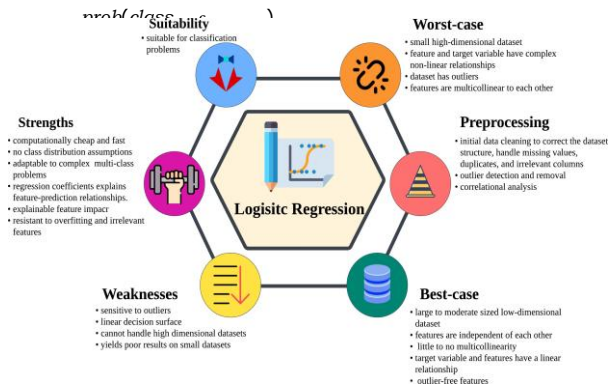 prob(class
Suitability
• suitable for classification
problems
Worst-case
• small high-dimensional dataset
• feature and target variable have complex
non-linear relationships
• dataset has outliers
• features are multicollinear to each other
Strengths
• computationally cheap and fast
• no class distribution assumptions
• adaptable to complex multi-class
problems
• regression coefficients explains
feature-prediction relationships.
• explainable feature impacr
• resistant to overfitting and irrelevant
features
Preprocessing
• initial data cleaning to correct the dataset
structure, handle missing values,
duplicates, and irrelevant columns
• outlier detection and removal
• correlational analysis
Logisitc Regression
Weaknesses
• sensitive to outliers
• linear decision surface
• cannot handle high dimensional datasets
• yields poor results on small datasets
Best-case
• large to moderate sized low-dimensional
dataset
• features are independent of each other
• little to no multicollinearity
• target variable and features have a linear
relationship
• outlier-free features